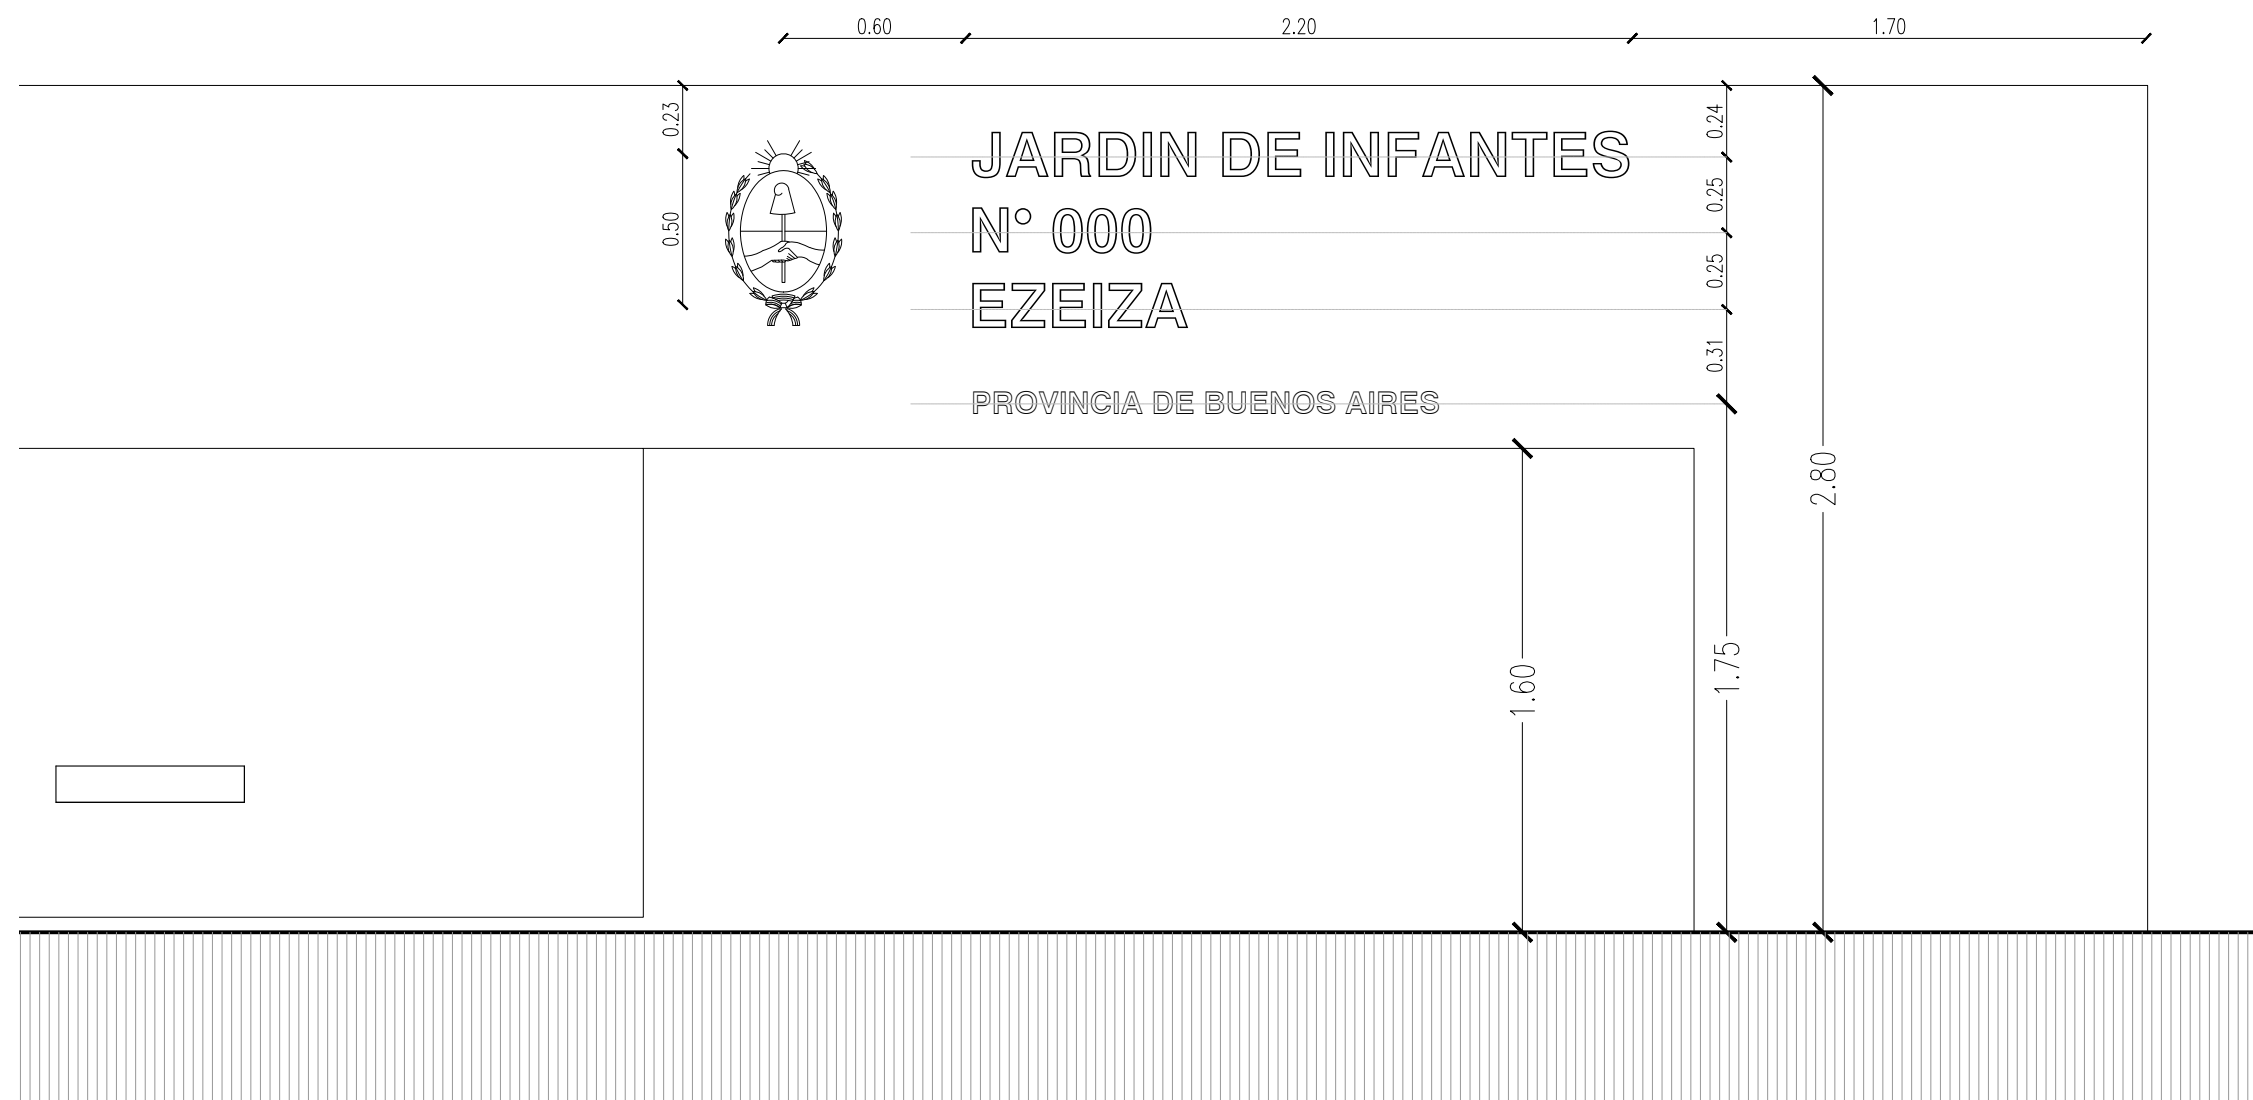 0.60 2.20 1.70
0.23
0.50
JARDIN DE INFANTES
N° 000
EZEIZA
PROVINCIA DE BUENOS AIRES
0.24
0.25
0.25
0.31
2.80
1.60
1.75